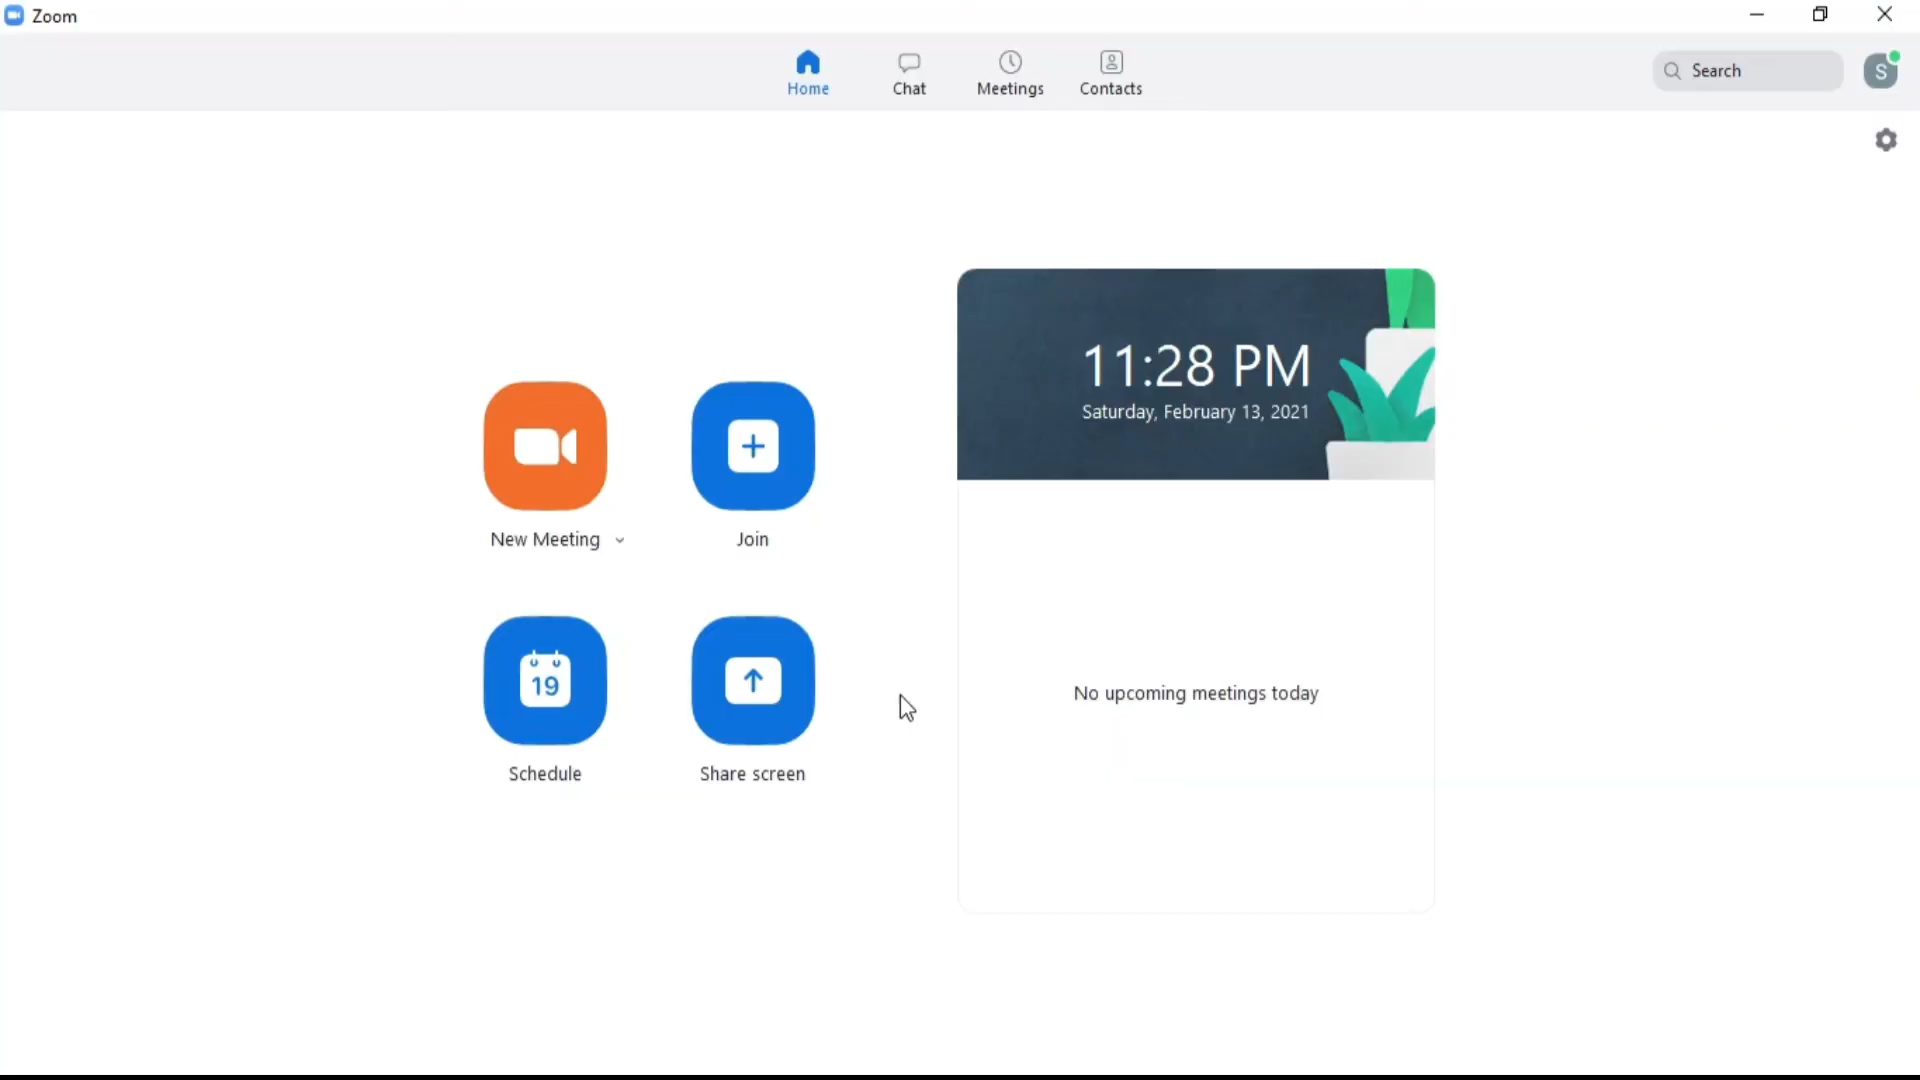 Zoom
Home
Chat
Meetings
Contacts
Search
S
11:28 PM
Saturday, February 13, 2021
New Meeting
Join
19
Schedule
Share screen
No upcoming meetings today